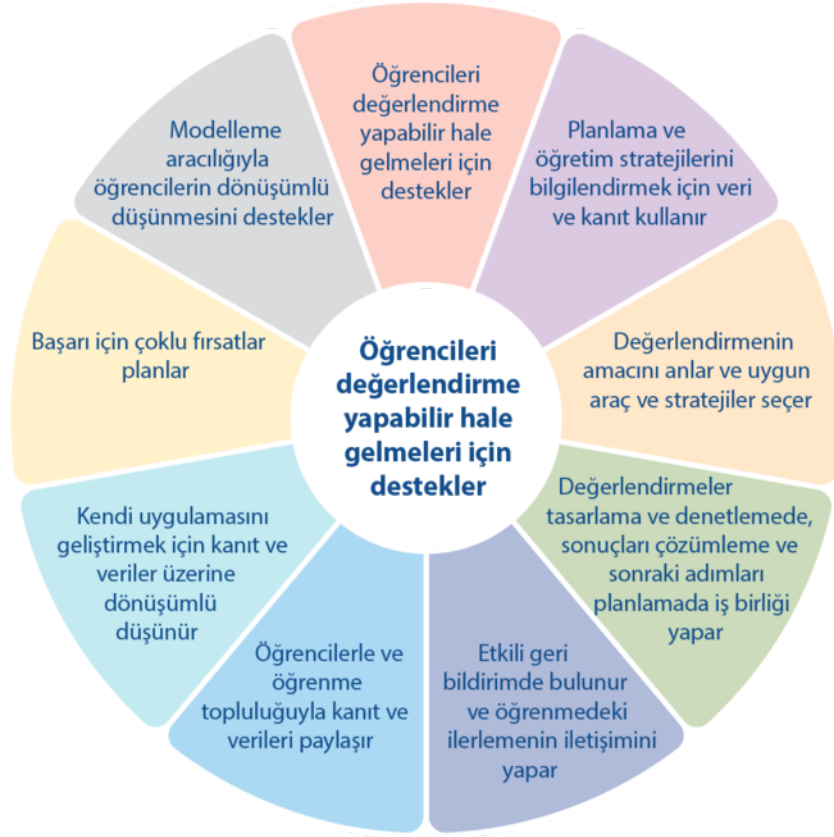 Öğrencileri
değerlendirme
yapabilir hale
gelmeleri için
destekler
Planlama ve
öğretim stratejilerini
bilgilendirmek için veri
ve kanıt kullanır
Değerlendirmenin
amacını anlar ve uygun
araç ve stratejiler seçer
Değerlendirmeler
tasarlama ve denetlemede,
sonuçları çözümleme ve
sonraki adımları
planlamada iş birliği
yapar
Etkili geri
bildirimde bulunur
ve öğrenmedeki
ilerlemenin iletişimini
yapar
Öğrencilerle ve
öğrenme
topluluğuyla kanıt ve
verileri paylaşır
Kendi uygulamasını
geliştirmek için kanıt ve
veriler üzerine
dönüşümlü
düşünür
Başarı için çoklu fırsatlar
planlar
Modelleme
aracılığıyla
öğrencilerin dönüşümlü
düşünmesini destekler
Öğrencileri
değerlendirme
yapabilir hale
gelmeleri için
destekler